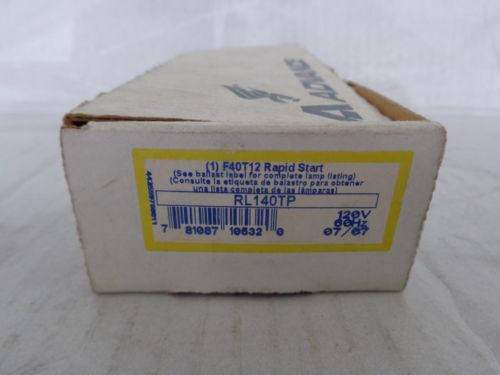 ADVANCE
(1) F40T12 Rapid Start
(See ballast label for complete lamp listing)
(Consulte la etiqueta de balastro para obtener
una lista completa de las lámparas)
RL140TP
7 81087 10532 0
120V
60Hz
07/07